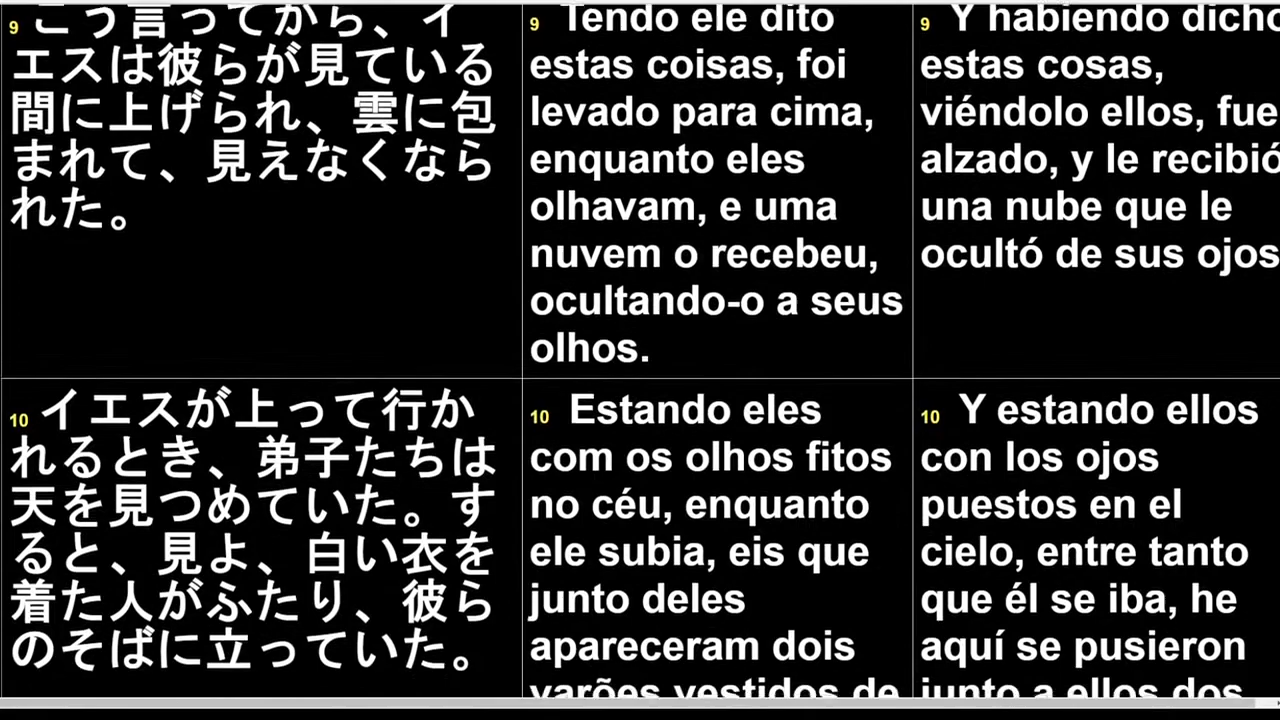 9 こう言ってから、イ
エスは彼らが見ている
間に上げられ、雲に包
まれて、見えなくなら
れた。
9 Tendo ele dito
estas coisas, foi
levado para cima,
enquanto eles
olhavam, e uma
nuvem o recebeu,
ocultando-o a seus
olhos.
9 Y habiendo dicho
estas cosas,
viéndolo ellos, fue
alzado, y le recibió
una nube que le
ocultó de sus ojos
10 イエスが上って行か
れるとき、弟子たちは
天を見つめていた。す
ると、見よ、白い衣を
着た人がふたり、彼ら
のそばに立っていた。
10 Estando eles
com os olhos fitos
no céu, enquanto
ele subia, eis que
junto deles
apareceram dois
varões vestidos de
10 Y estando ellos
con los ojos
puestos en el
cielo, entre tanto
que él se iba, he
aquí se pusieron
junto a ellos dos